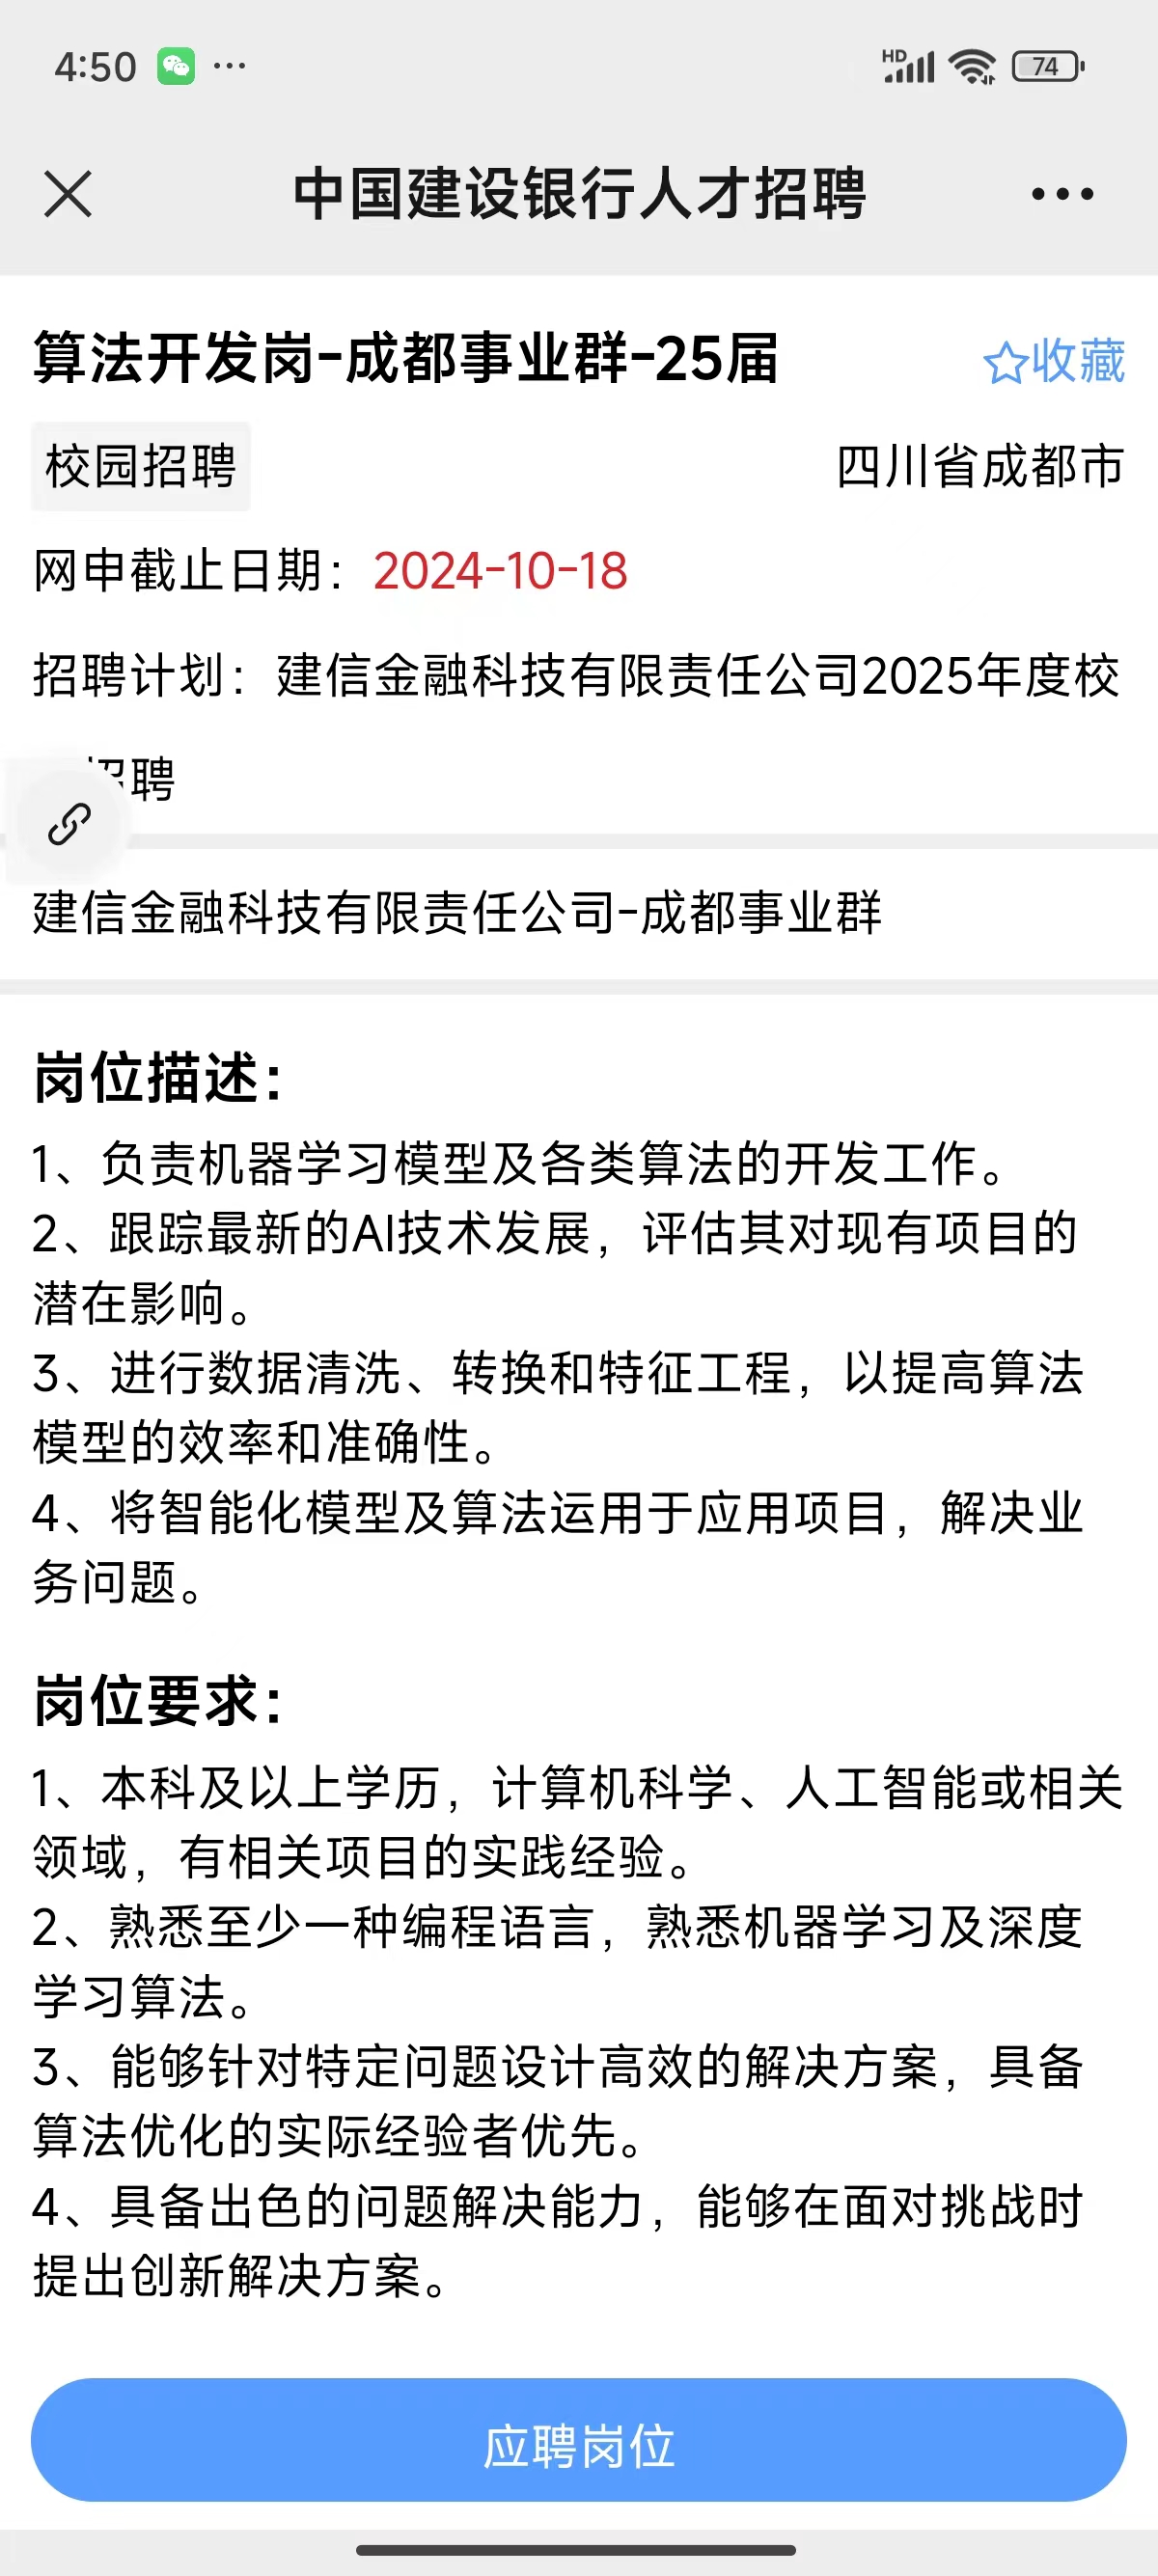 4:50 ...
HD 74
中国建设银行人才招聘
算法开发岗-成都事业群-25届 收藏
校园招聘 四川省成都市
网申截止日期：2024-10-18
招聘计划：建信金融科技有限责任公司2025年度校
招聘
建信金融科技有限责任公司-成都事业群
岗位描述：
1、负责机器学习模型及各类算法的开发工作。
2、跟踪最新的AI技术发展，评估其对现有项目的
潜在影响。
3、进行数据清洗、转换和特征工程，以提高算法
模型的效率和准确性。
4、将智能化模型及算法运用于应用项目，解决业
务问题。
岗位要求：
1、本科及以上学历，计算机科学、人工智能或相关
领域，有相关项目的实践经验。
2、熟悉至少一种编程语言，熟悉机器学习及深度
学习算法。
3、能够针对特定问题设计高效的解决方案，具备
算法优化的实际经验者优先。
4、具备出色的问题解决能力，能够在面对挑战时
提出创新解决方案。
应聘岗位